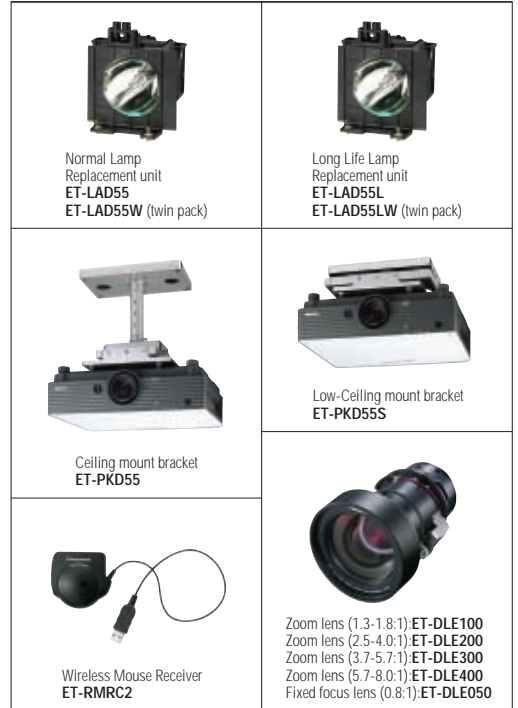 Normal Lamp
Replacement unit
ET-LAD55
ET-LAD55W (twin pack)
Long Life Lamp
Replacement unit
ET-LAD55L
ET-LAD55LW (twin pack)
Ceiling mount bracket
ET-PKD55
Low-Ceiling mount bracket
ET-PKD55S
Wireless Mouse Receiver
ET-RMRC2
Zoom lens (1.3-1.8:1):ET-DLE100
Zoom lens (2.5-4.0:1):ET-DLE200
Zoom lens (3.7-5.7:1):ET-DLE300
Zoom lens (5.7-8.0:1):ET-DLE400
Fixed focus lens (0.8:1):ET-DLE050